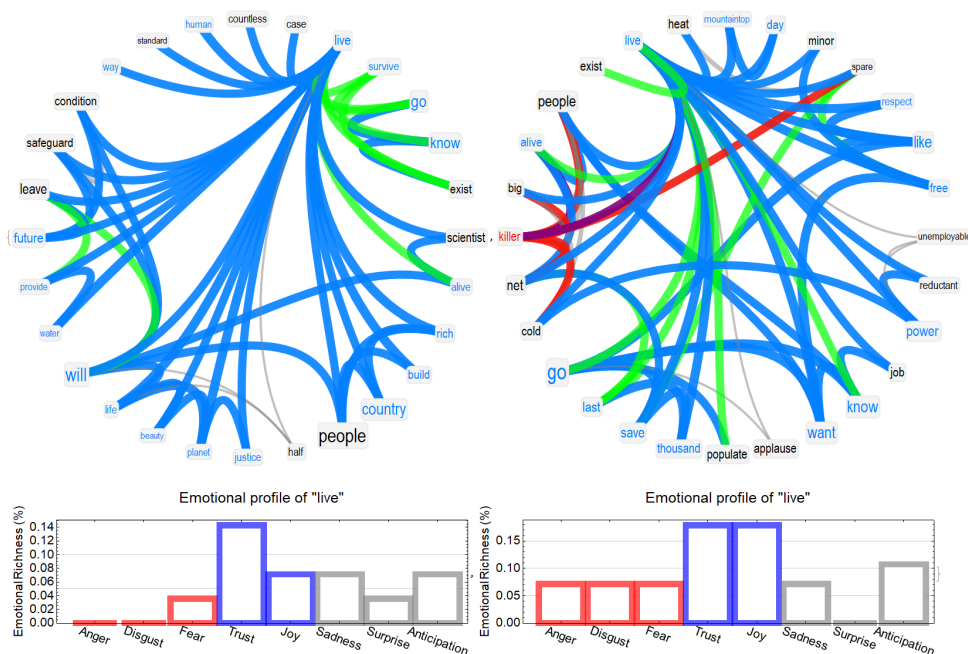 countless
human
case
standard
live
way
survive
condition
go
safeguard
know
leave
exist
{ future
scientist
provide
alive
water
rich
will
build
life
country
beauty
people
planet
justice
half
mountaintop
heat
day
live
minor
exist
spare
people
respect
alive
like
big
free
, killer
unemployable
net
reductant
cold
power
go
job
last
know
save
want
thousand
applause
populate
Emotional profile of "live"
Emotional Richness (%)
0.14
0.12
0.10
0.08
0.06
0.04
0.02
0.00
Anger
Disgust
Fear
Trust
Joy
Sadness
Surprise
Anticipation
,
Emotional profile of "live"
Emotional Richness (%)
0.15
0.10
0.05
0.00
Anger
Disgust
Fear
Trust
Joy
Sadness
Surprise
Anticipation
}